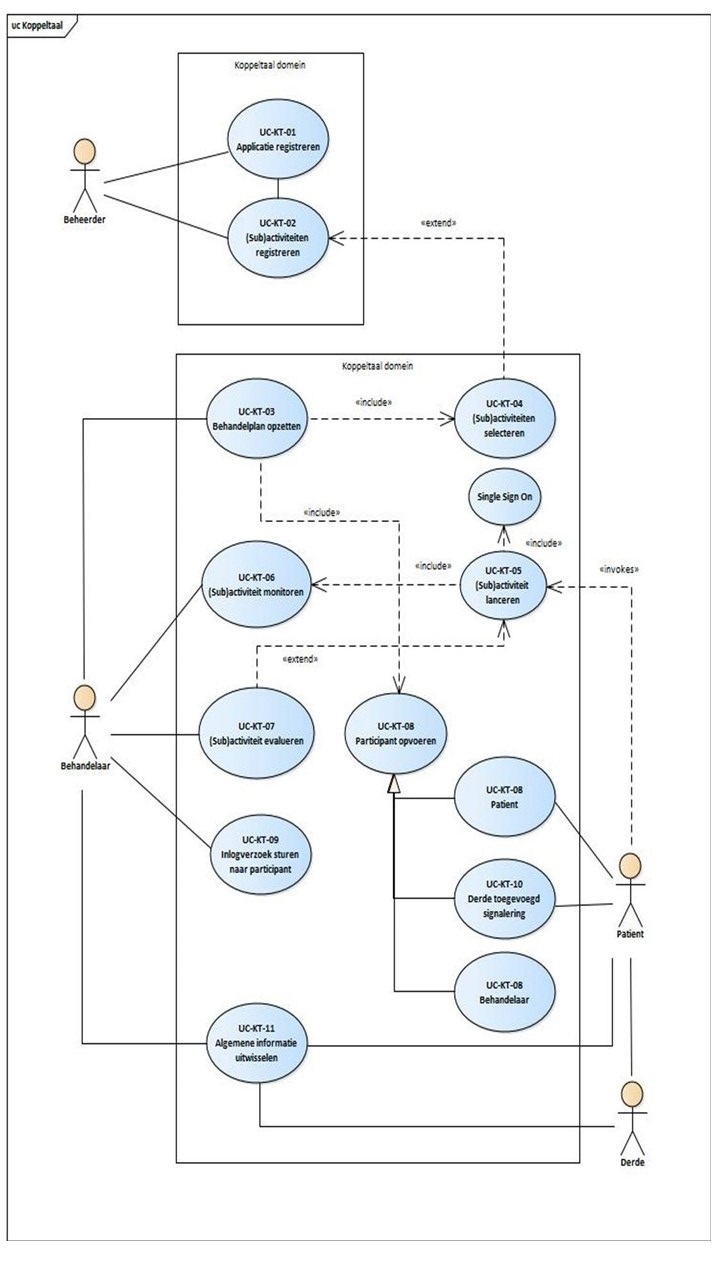 uc Koppeltaal
Koppeltaal domein
UC-KT-01
Applicatie registreren
Beheerder
UC-KT-02
(Sub)activiteiten
registreren
«extend»
Koppeltaal domein
UC-KT-03
Behandelplan opzetten
«include»
UC-KT-04
(Sub)activiteiten
selecteren
Single Sign On
«include»
«include»
UC-KT-06
(Sub)activiteit monitoren
«include»
UC-KT-05
(Sub)activiteit
lanceren
«invokes»
«extend»
Behandelaar
UC-KT-07
(Sub)activiteit evalueren
UC-KT-08
Participant opvoeren
UC-KT-08
Patient
UC-KT-09
Inlogverzoek sturen
naar participant
UC-KT-10
Derde toegevoegd
signalering
Patient
UC-KT-08
Behandelaar
UC-KT-11
Algemene informatie
uitwisselen
Derde